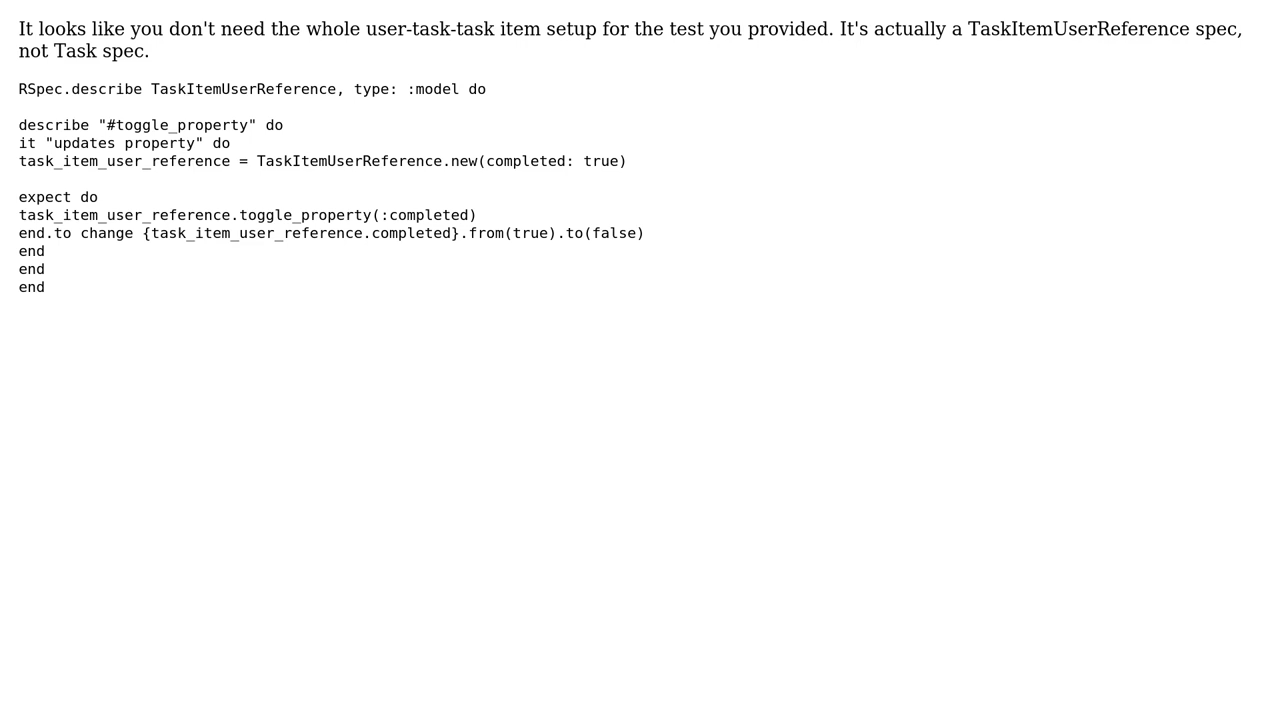 It looks like you don't need the whole user-task-task item setup for the test you provided. It's actually a TaskItemUserReference spec,
not Task spec.
RSpec.describe TaskItemUserReference, type: :model do
describe "#toggle_property" do
it "updates property" do
task_item_user_reference = TaskItemUserReference.new(completed: true)
expect do
task_item_user_reference.toggle_property(:completed)
end.to change {task_item_user_reference.completed}.from(true).to(false)
end
end
end